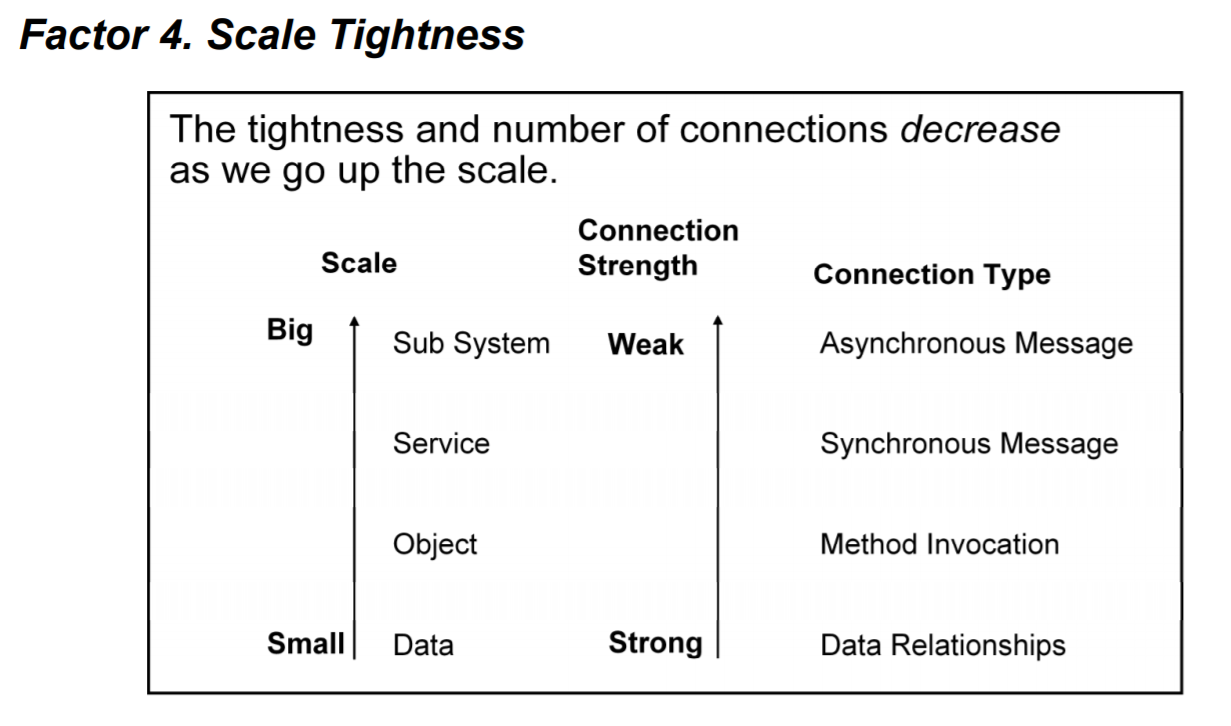 Factor 4. Scale Tightness
The tightness and number of connections decrease
as we go up the scale.
Scale
Connection
Strength
Connection Type
Big
Sub System
Weak
Asynchronous Message
Service
Synchronous Message
Object
Method Invocation
Small
Data
Strong
Data Relationships